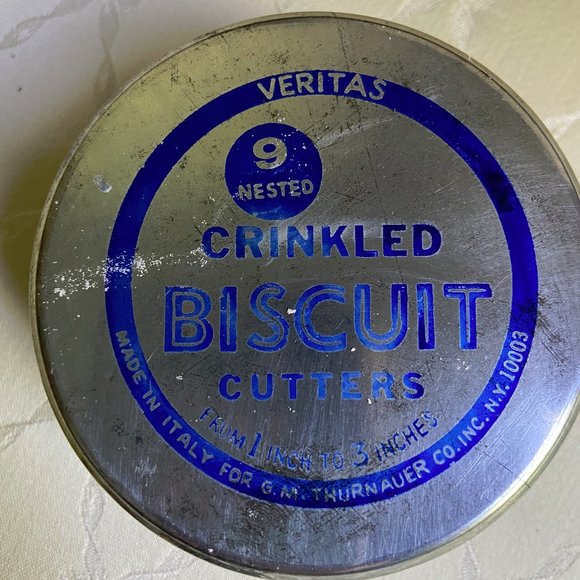 VERITAS
9
NESTED
CRINKLED
BISCUIT
CUTTERS
FROM 1 INCH TO 3 INCHES
MADE IN ITALY FOR G.M. THURNAUER CO. INC. N.Y. 10003